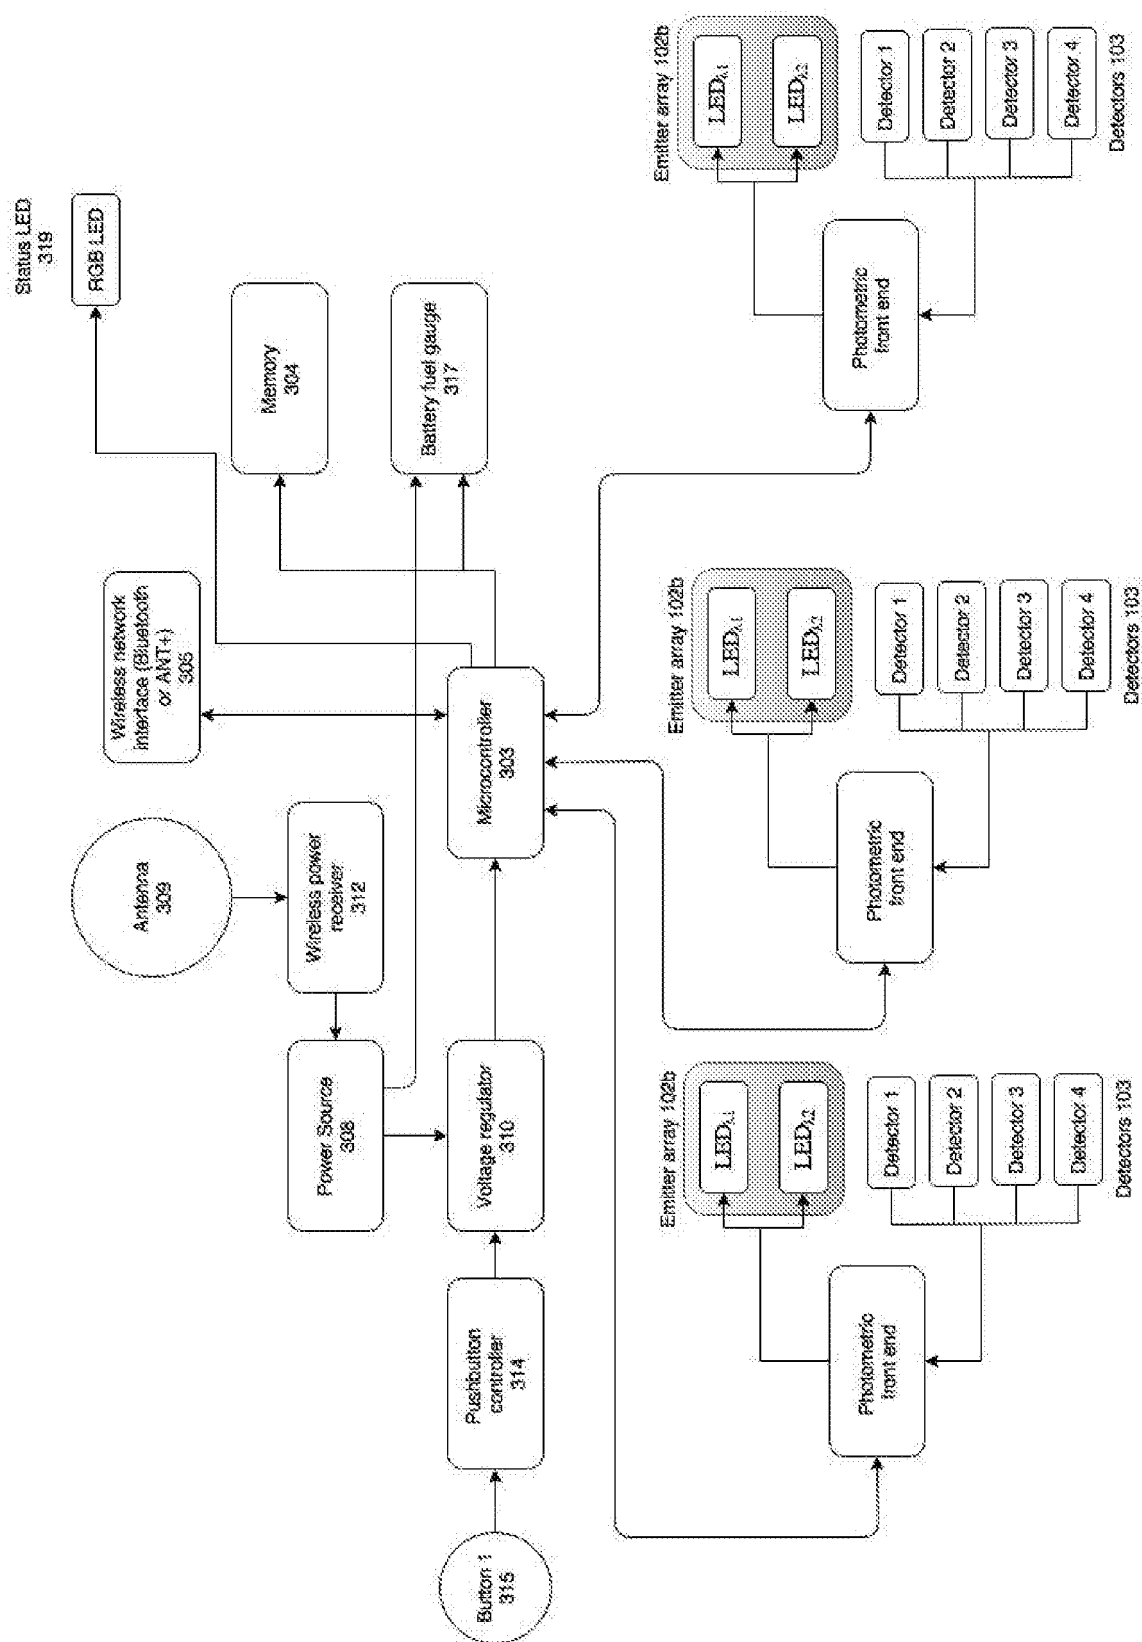 Status LED
319
RGB LED
Wireless network
interface (Bluetooth
or ANT+)
305
Memory
304
Battery fuel gauge
317
Antenna
309
Wireless power
receiver
312
Power Source
308
Microcontroller
303
Voltage regulator
310
Pushbutton
controller
314
Button 1
315
Photometric
front end
Emitter array 102b
LEDλ1
LEDλ2
Detector 1
Detector 2
Detector 3
Detector 4
Detectors 103
Photometric
front end
Emitter array 102b
LEDλ1
LEDλ2
Detector 1
Detector 2
Detector 3
Detector 4
Detectors 103
Photometric
front end
Emitter array 102b
LEDλ1
LEDλ2
Detector 1
Detector 2
Detector 3
Detector 4
Detectors 103